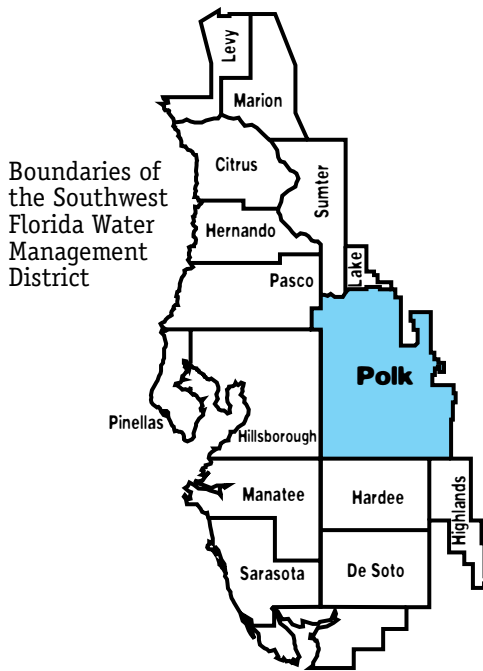 Levy
Marion
Boundaries of
the Southwest
Florida Water
Management
District
Citrus
Sumter
Hernando
Lake
Pasco
Polk
Pinellas
Hillsborough
Manatee
Hardee
Highlands
Sarasota
De Soto